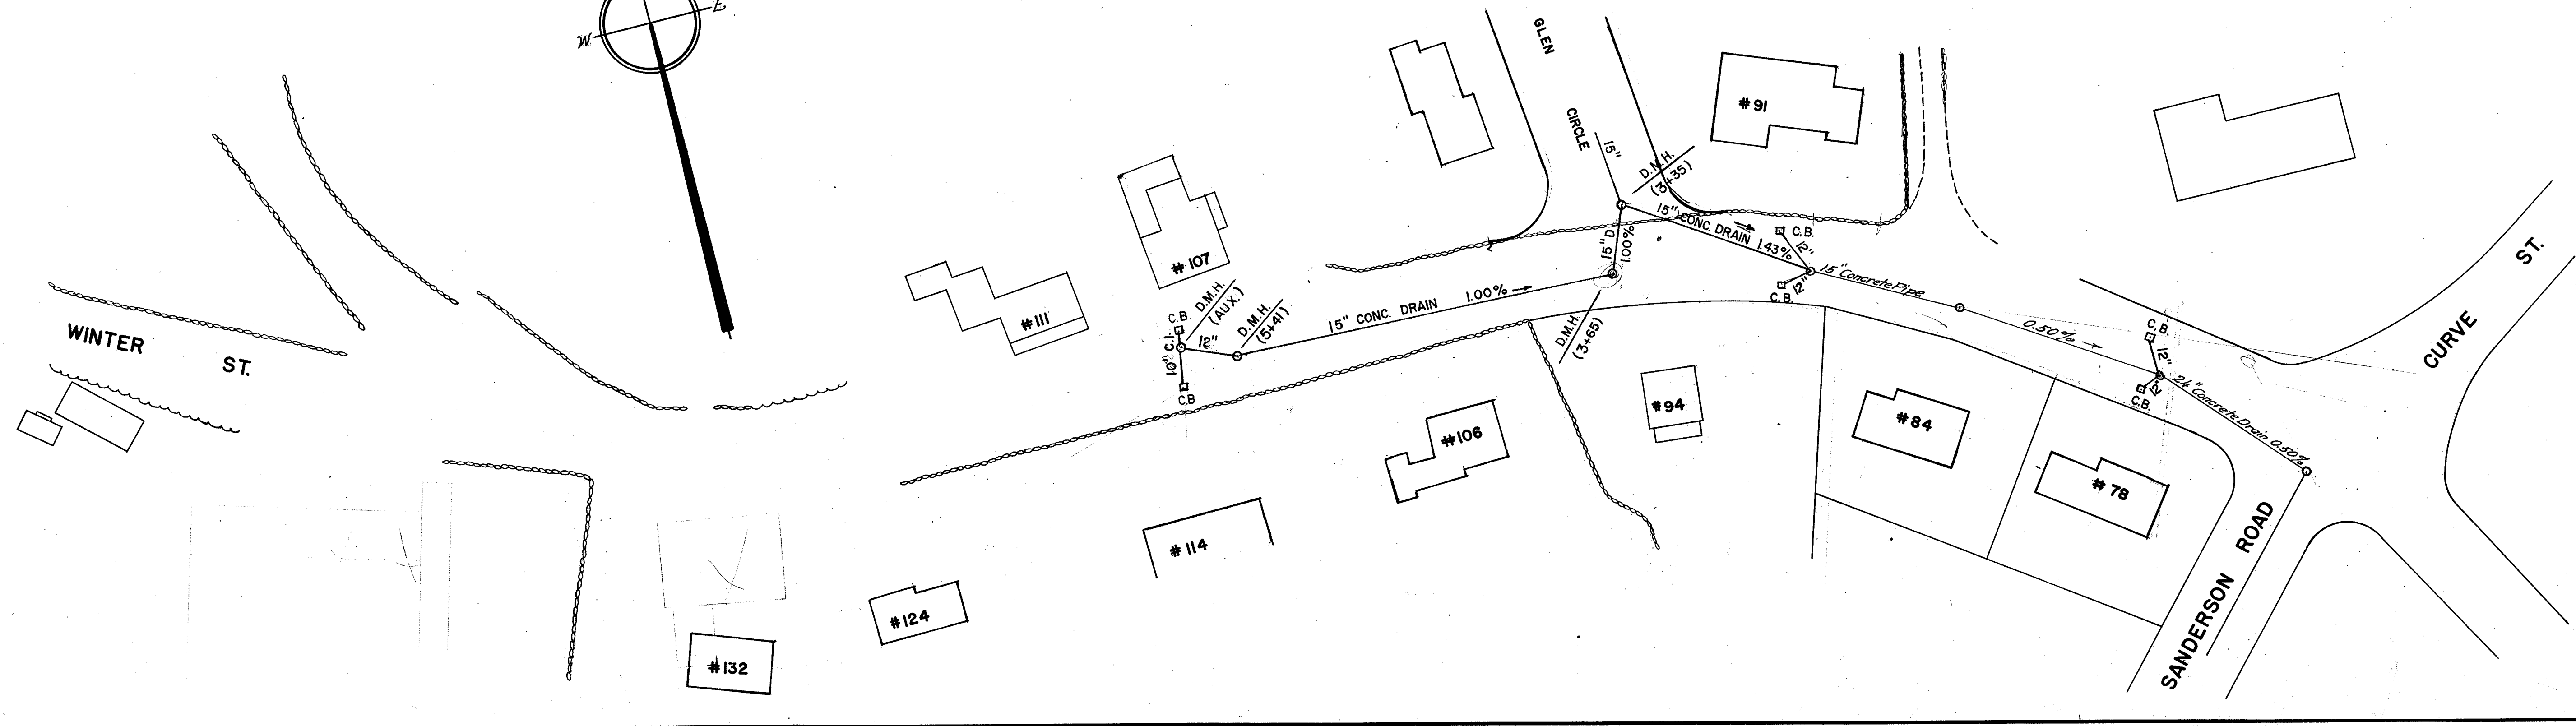 W
E
GLEN
CIRCLE
15"
#91
D.M.H.
(3+35)
15" CONC. DRAIN 1.43%
C.B.
12"
C.B.
12"
15" D
1.00%
15" Concrete Pipe
#107
#111
C.B.
D.M.H.
(AUX.)
D.M.H.
(5+41)
12"
10" C.I.
C.B
15" CONC. DRAIN 1.00%
D.M.H.
(3+65)
0.50%
C.B.
12"
C.B.
12"
24" Concrete Drain 0.50%
CURVE ST.
WINTER ST.
#94
#84
#106
#78
#114
#124
#132
SANDERSON ROAD